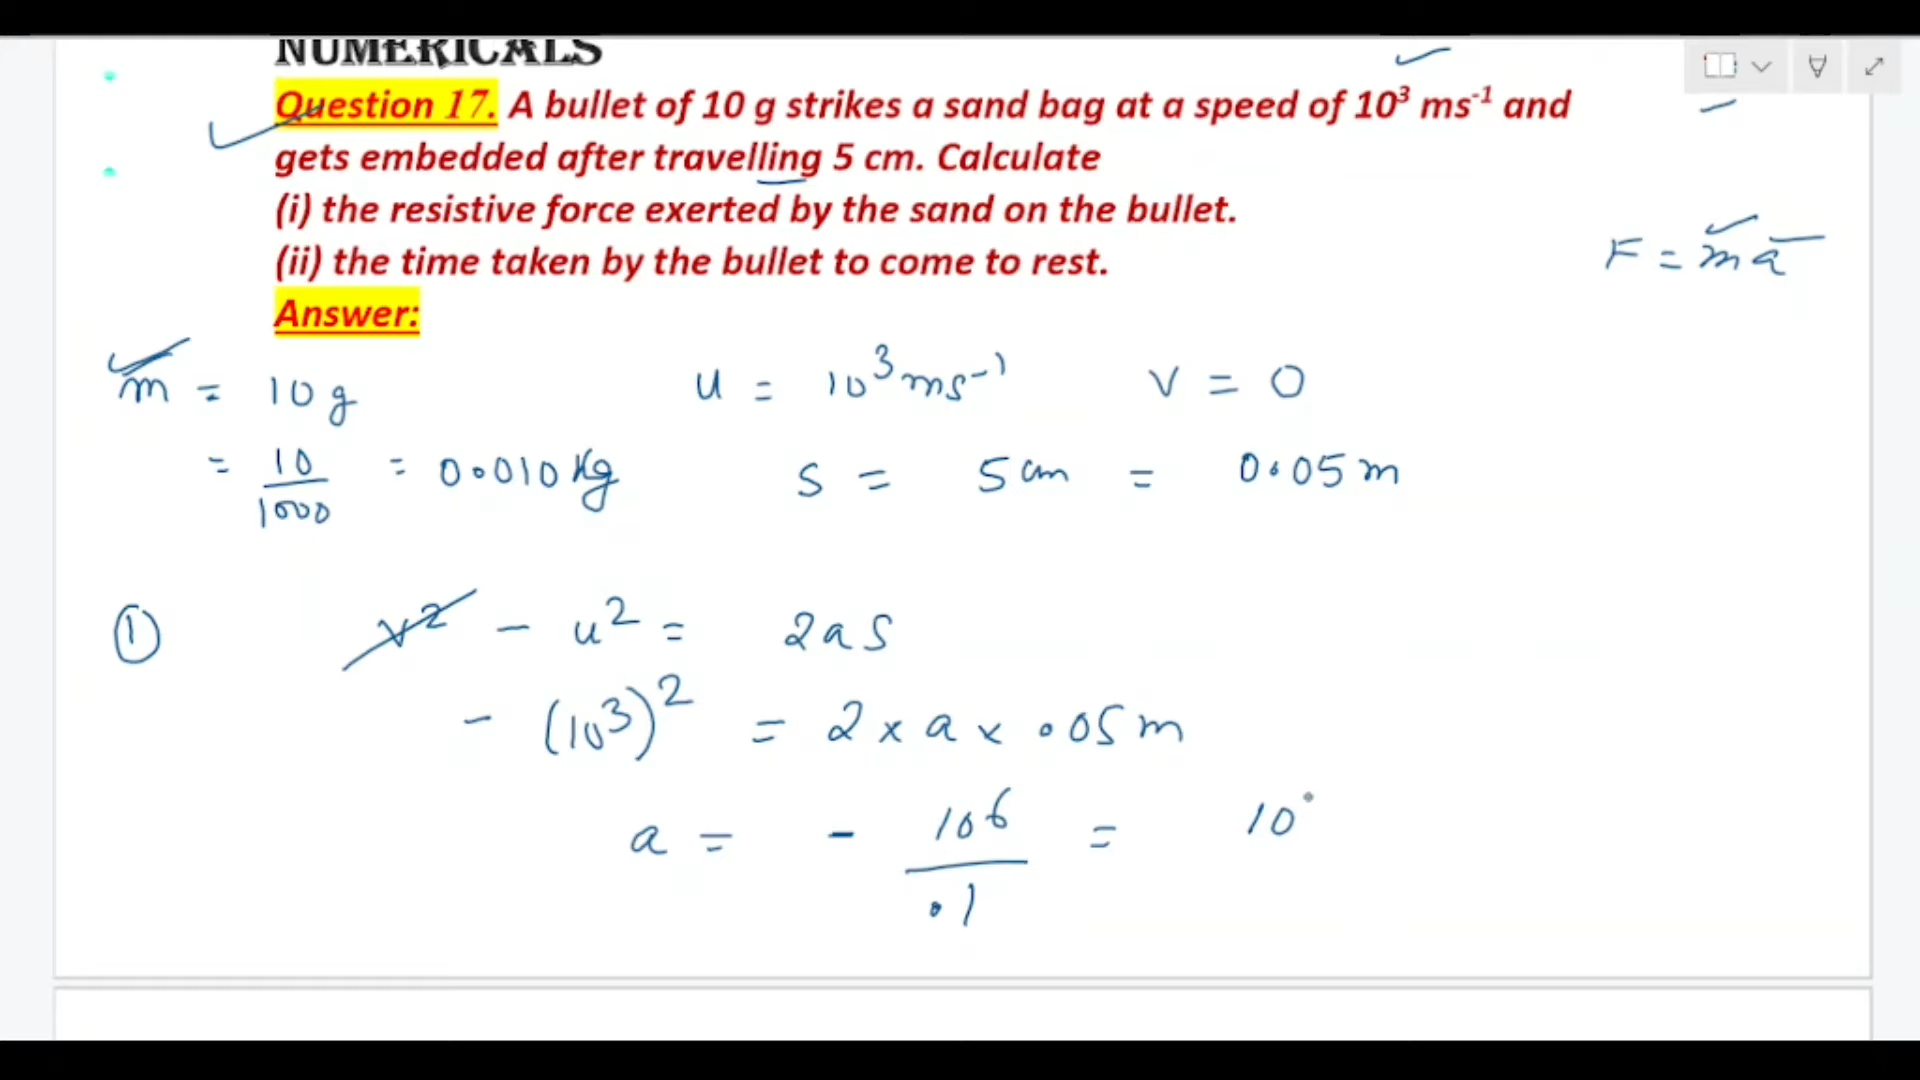 NUMERICALS
Question 17. A bullet of 10 g strikes a sand bag at a speed of 10³ ms⁻¹ and
gets embedded after travelling 5 cm. Calculate
(i) the resistive force exerted by the sand on the bullet.
F = ma
(ii) the time taken by the bullet to come to rest.
Answer:
m = 10g u = 10³ ms⁻¹ v = 0
= 10/1000 = 0.010 Kg s = 5 cm = 0.05 m
① v² - u² = 2as
- (10³)² = 2 x a x .05 m
a = - 10⁶/.1 = 10